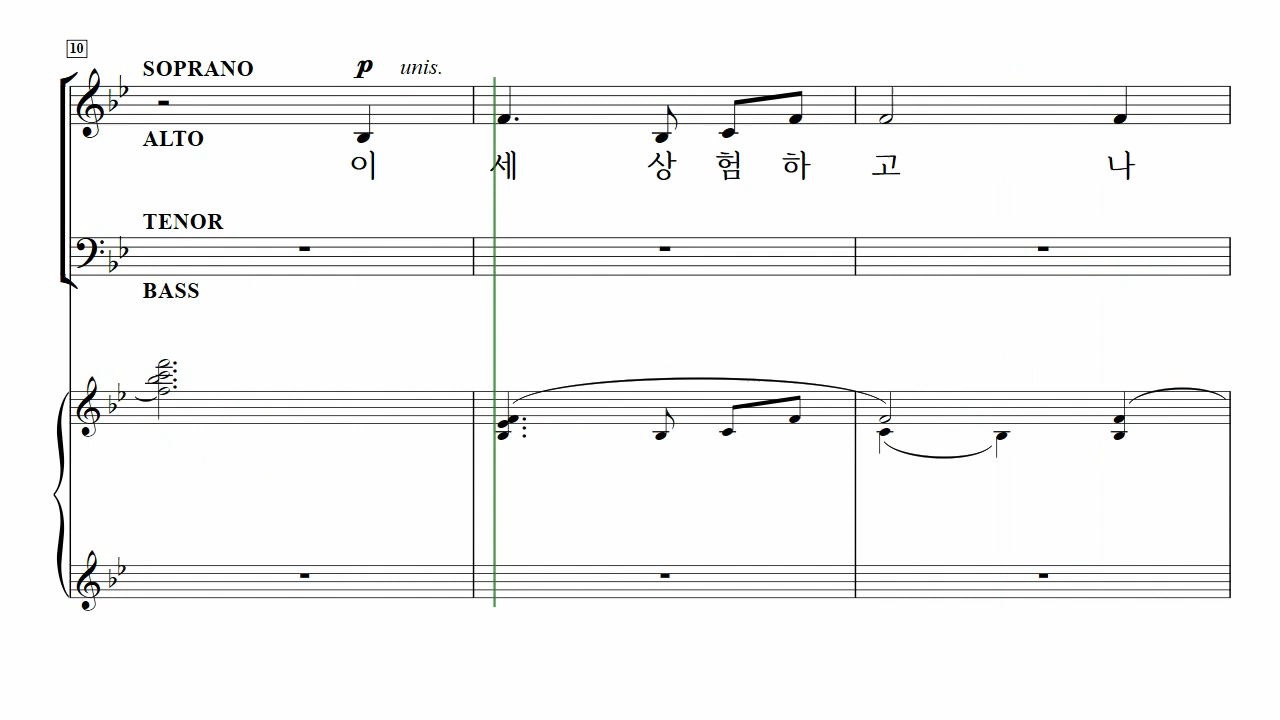 10
SOPRANO p unis.
ALTO
이 세 상 험 하 고 나
TENOR
BASS